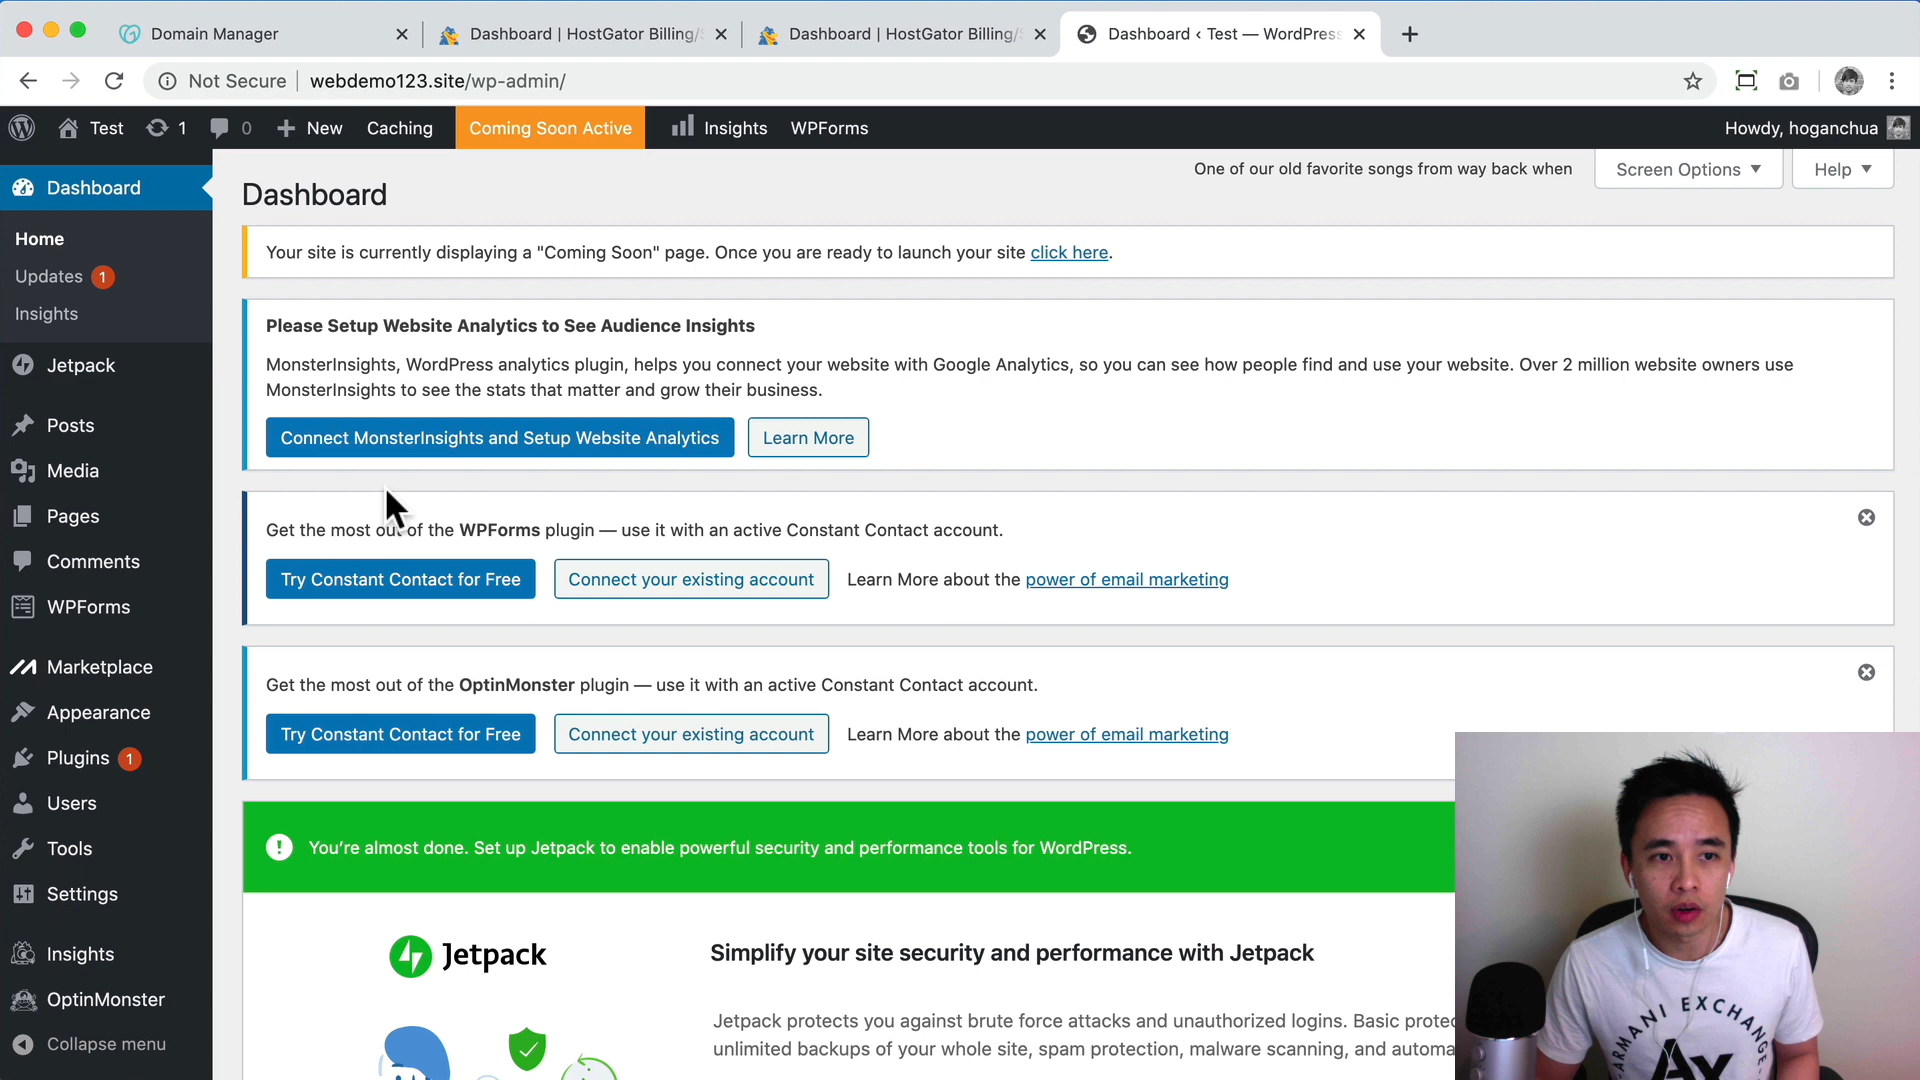 Domain Manager
Dashboard | HostGator Billing/
Dashboard | HostGator Billing/
Dashboard ‹ Test — WordPress
Not Secure webdemo123.site/wp-admin/
Test 1 0 New Caching Coming Soon Active Insights WPForms Howdy, hoganchua
One of our old favorite songs from way back when
Screen Options
Help
Dashboard
Home
Updates 1
Insights
Jetpack
Posts
Media
Pages
Comments
WPForms
Marketplace
Appearance
Plugins 1
Users
Tools
Settings
Insights
OptinMonster
Collapse menu
Dashboard
Your site is currently displaying a "Coming Soon" page. Once you are ready to launch your site click here.
Please Setup Website Analytics to See Audience Insights
MonsterInsights, WordPress analytics plugin, helps you connect your website with Google Analytics, so you can see how people find and use your website. Over 2 million website owners use
MonsterInsights to see the stats that matter and grow their business.
Connect MonsterInsights and Setup Website Analytics
Learn More
Get the most out of the WPForms plugin — use it with an active Constant Contact account.
Try Constant Contact for Free
Connect your existing account
Learn More about the power of email marketing
Get the most out of the OptinMonster plugin — use it with an active Constant Contact account.
Try Constant Contact for Free
Connect your existing account
Learn More about the power of email marketing
You're almost done. Set up Jetpack to enable powerful security and performance tools for WordPress.
Jetpack
Simplify your site security and performance with Jetpack
Jetpack protects you against brute force attacks and unauthorized logins. Basic prote
unlimited backups of your whole site, spam protection, malware scanning, and automa
ARMANI EXCHANGE
AX